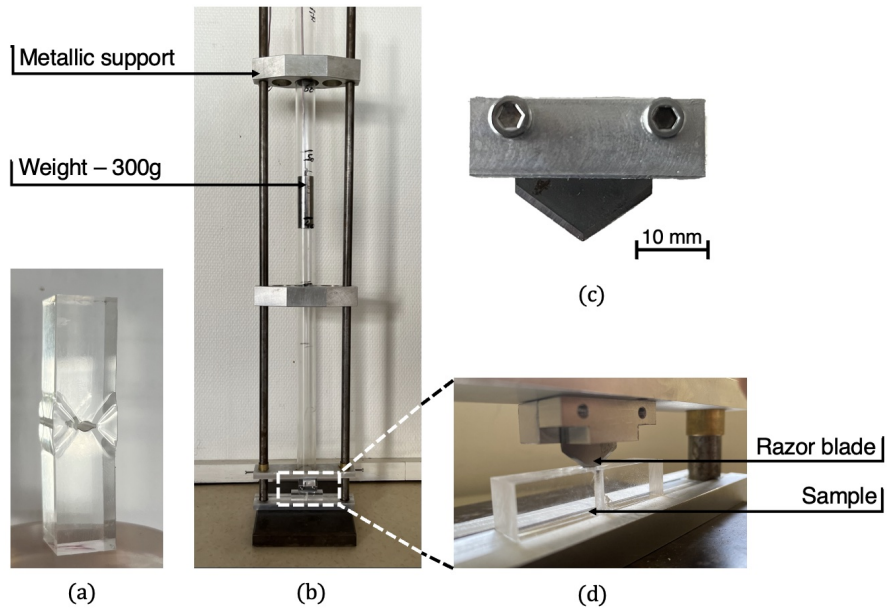 Metallic support
Weight – 300g
10 mm
(c)
Razor blade
Sample
(a)
(b)
(d)